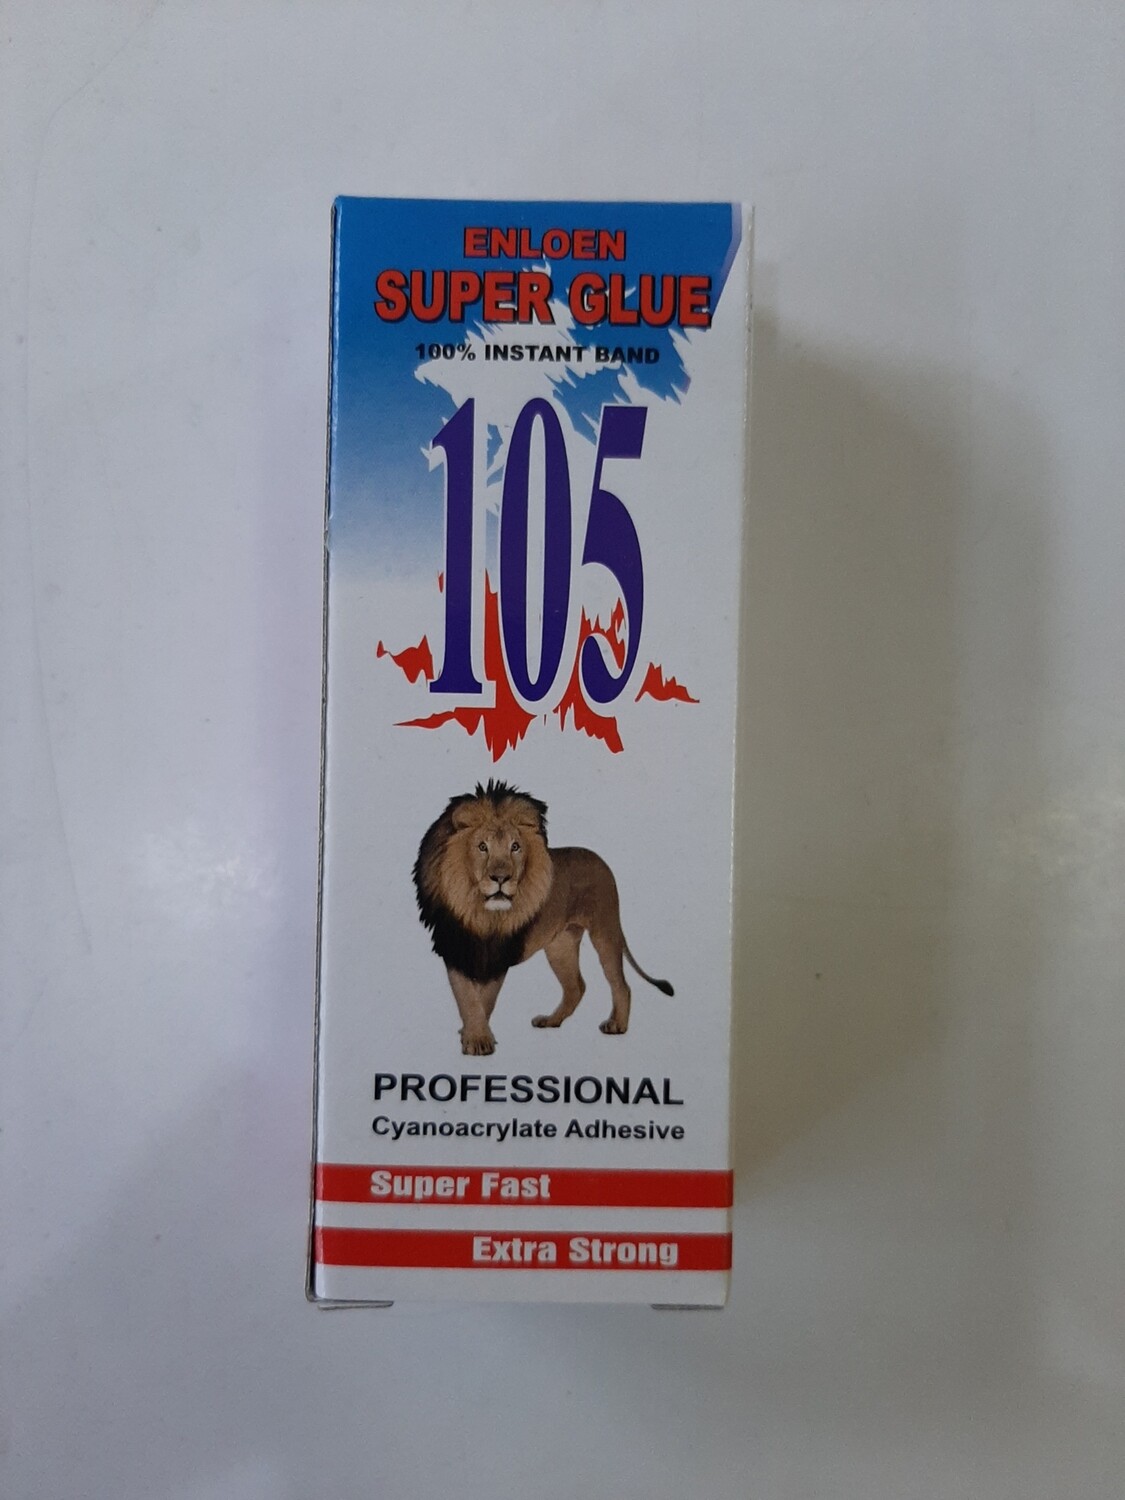 ENLOEN
SUPER GLUE
100% INSTANT BAND
105
PROFESSIONAL
Cyanoacrylate Adhesive
Super Fast
Extra Strong